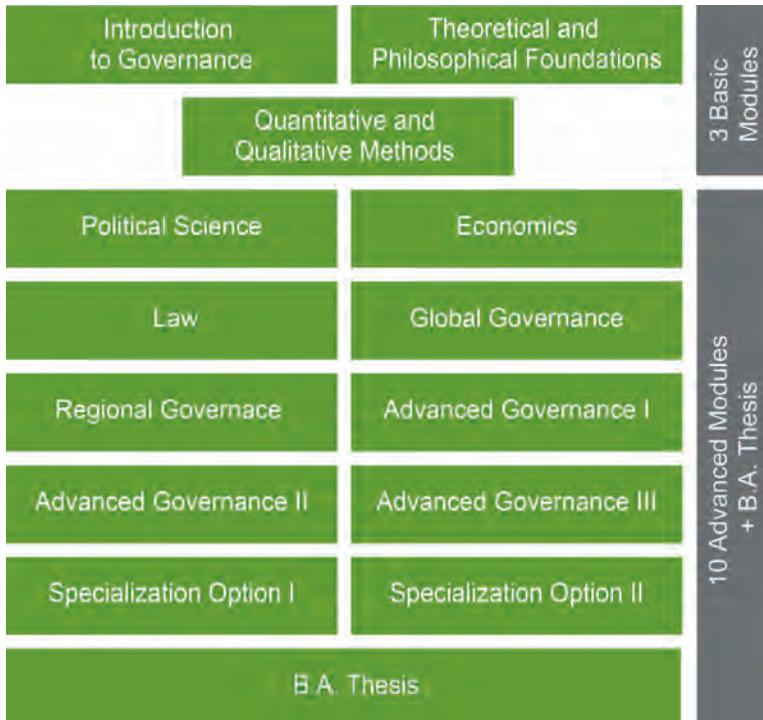 Introduction
to Governance
Theoretical and
Philosophical Foundations
Quantitative and
Qualitative Methods
3 Basic
Modules
Political Science
Economics
Law
Global Governance
Regional Governace
Advanced Governance I
Advanced Governance II
Advanced Governance III
Specialization Option I
Specialization Option II
B.A. Thesis
10 Advanced Modules
+ B.A. Thesis